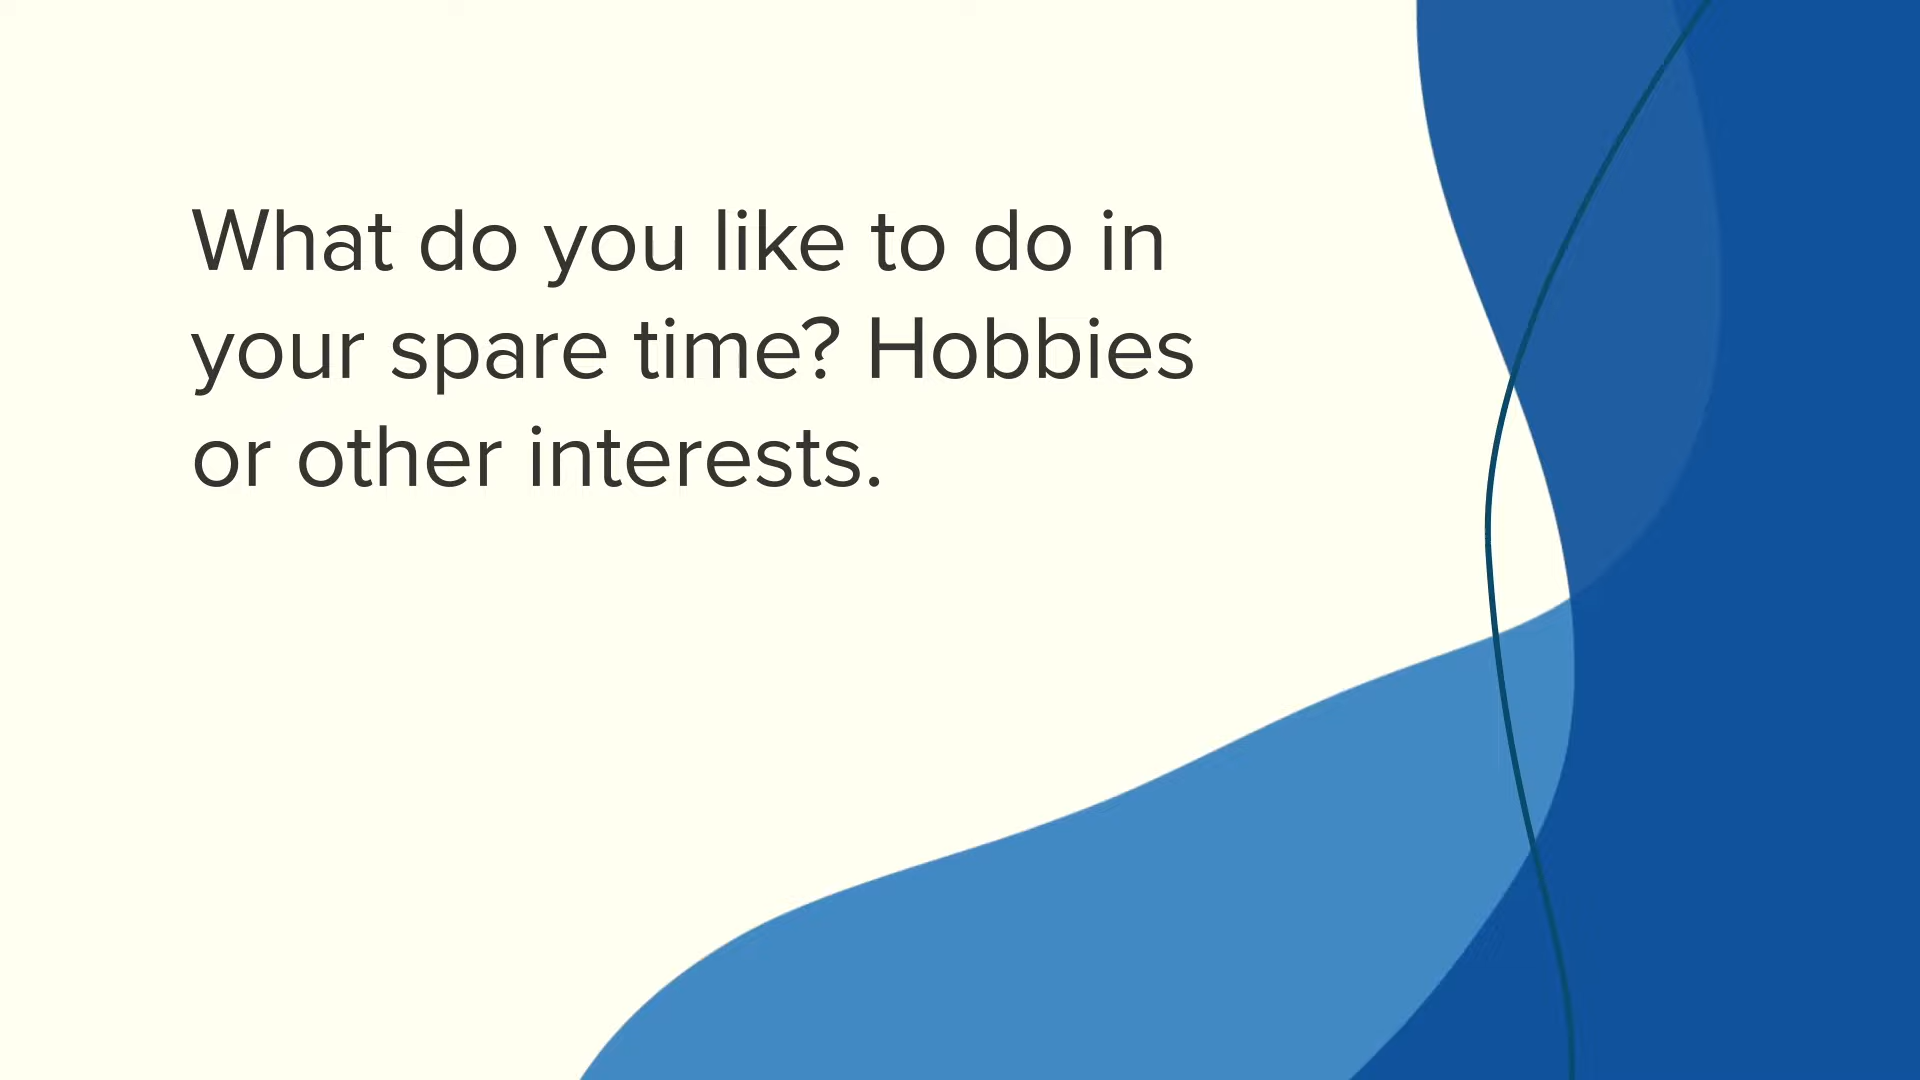 What do you like to do in
your spare time? Hobbies
or other interests.